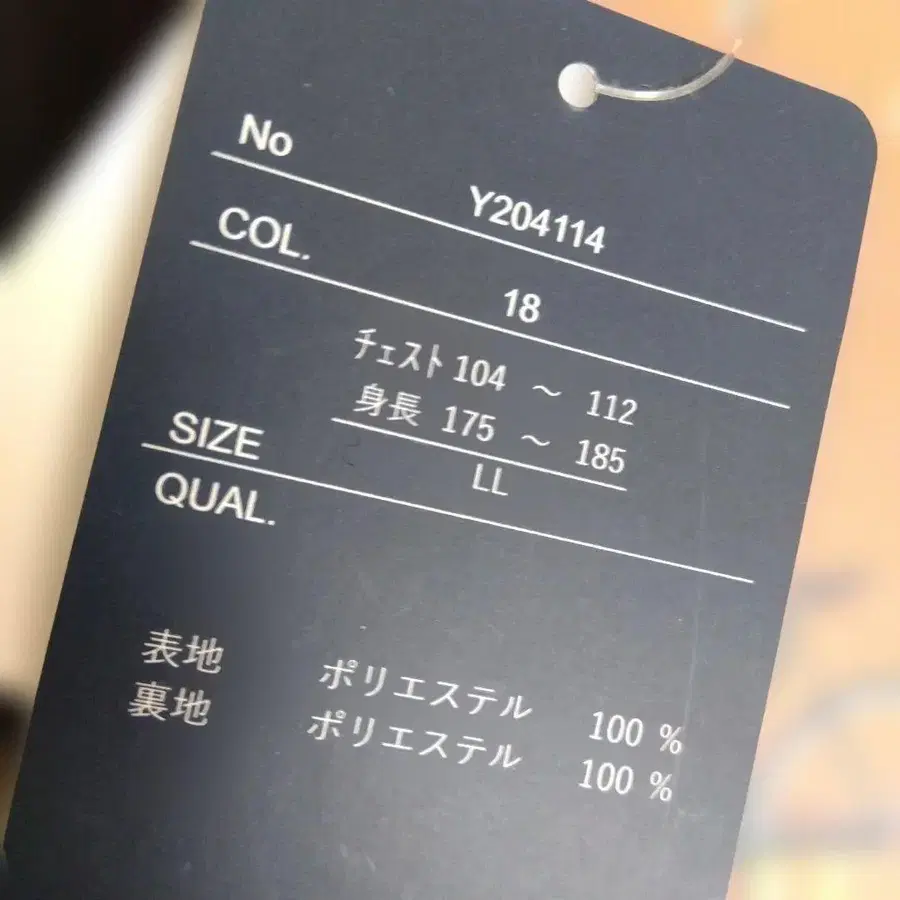 No
Y204114
COL.
18
ﾁｪｽﾄ 104 ～ 112
身長 175 ～ 185
SIZE
LL
QUAL.
表地 ポリエステル 100 %
裏地 ポリエステル 100 %